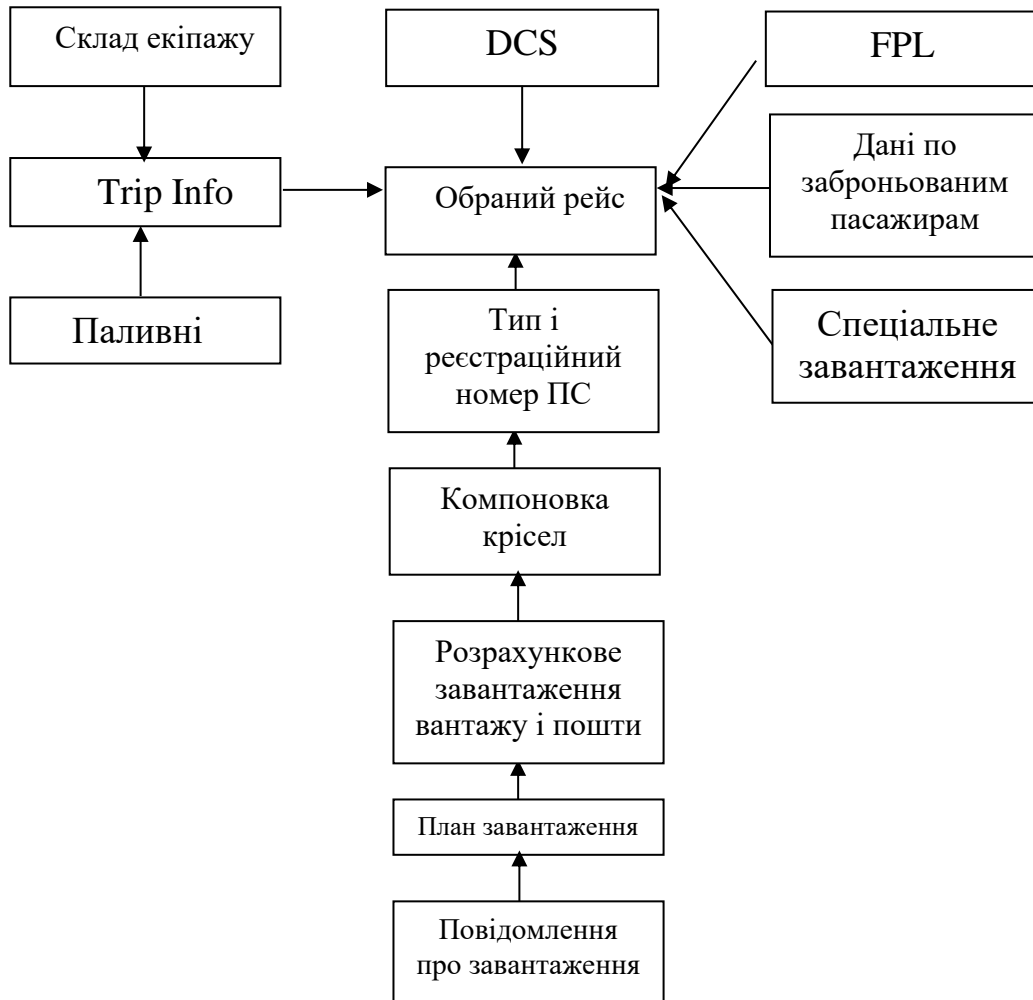 Склад екіпажу
DCS
FPL
Trip Info
Обраний рейс
Дані по
заброньованим
пасажирам
Паливні
Тип і
реєстраційний
номер ПС
Спеціальне
завантаження
Компоновка
крісел
Розрахункове
завантаження
вантажу і пошти
План завантаження
Повідомлення
про завантаження